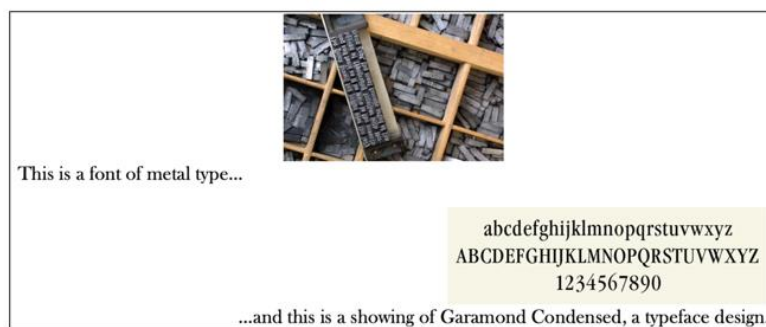 This is a font of metal type...
abcdefghijklmnopqrstuvwxyz
ABCDEFGHIJKLMNOPQRSTUVWXYZ
1234567890
...and this is a showing of Garamond Condensed, a typeface design.